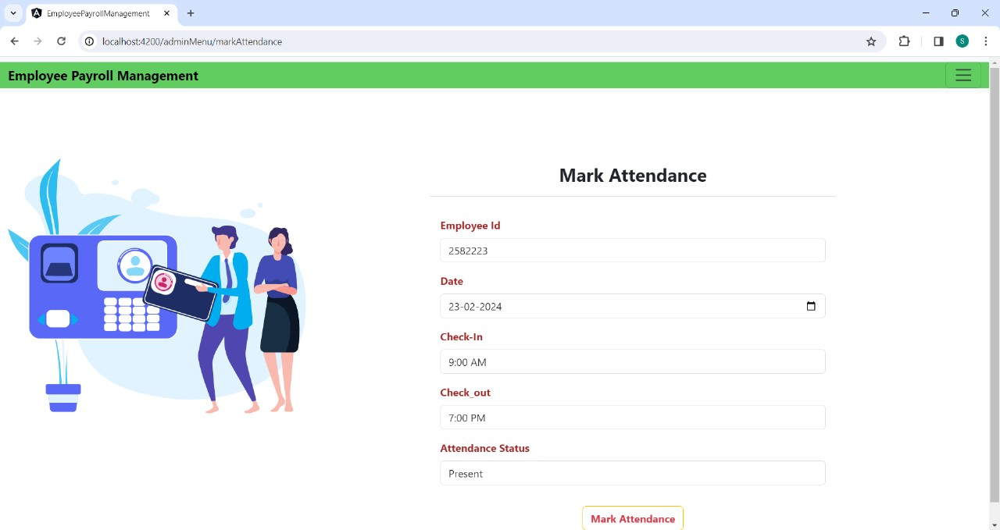 EmployeePayrollManagement
localhost:4200/adminMenu/markAttendance
S
Employee Payroll Management
Mark Attendance
Employee Id
2582223
Date
23-02-2024
Check-In
9:00 AM
Check_out
7:00 PM
Attendance Status
Present
Mark Attendance